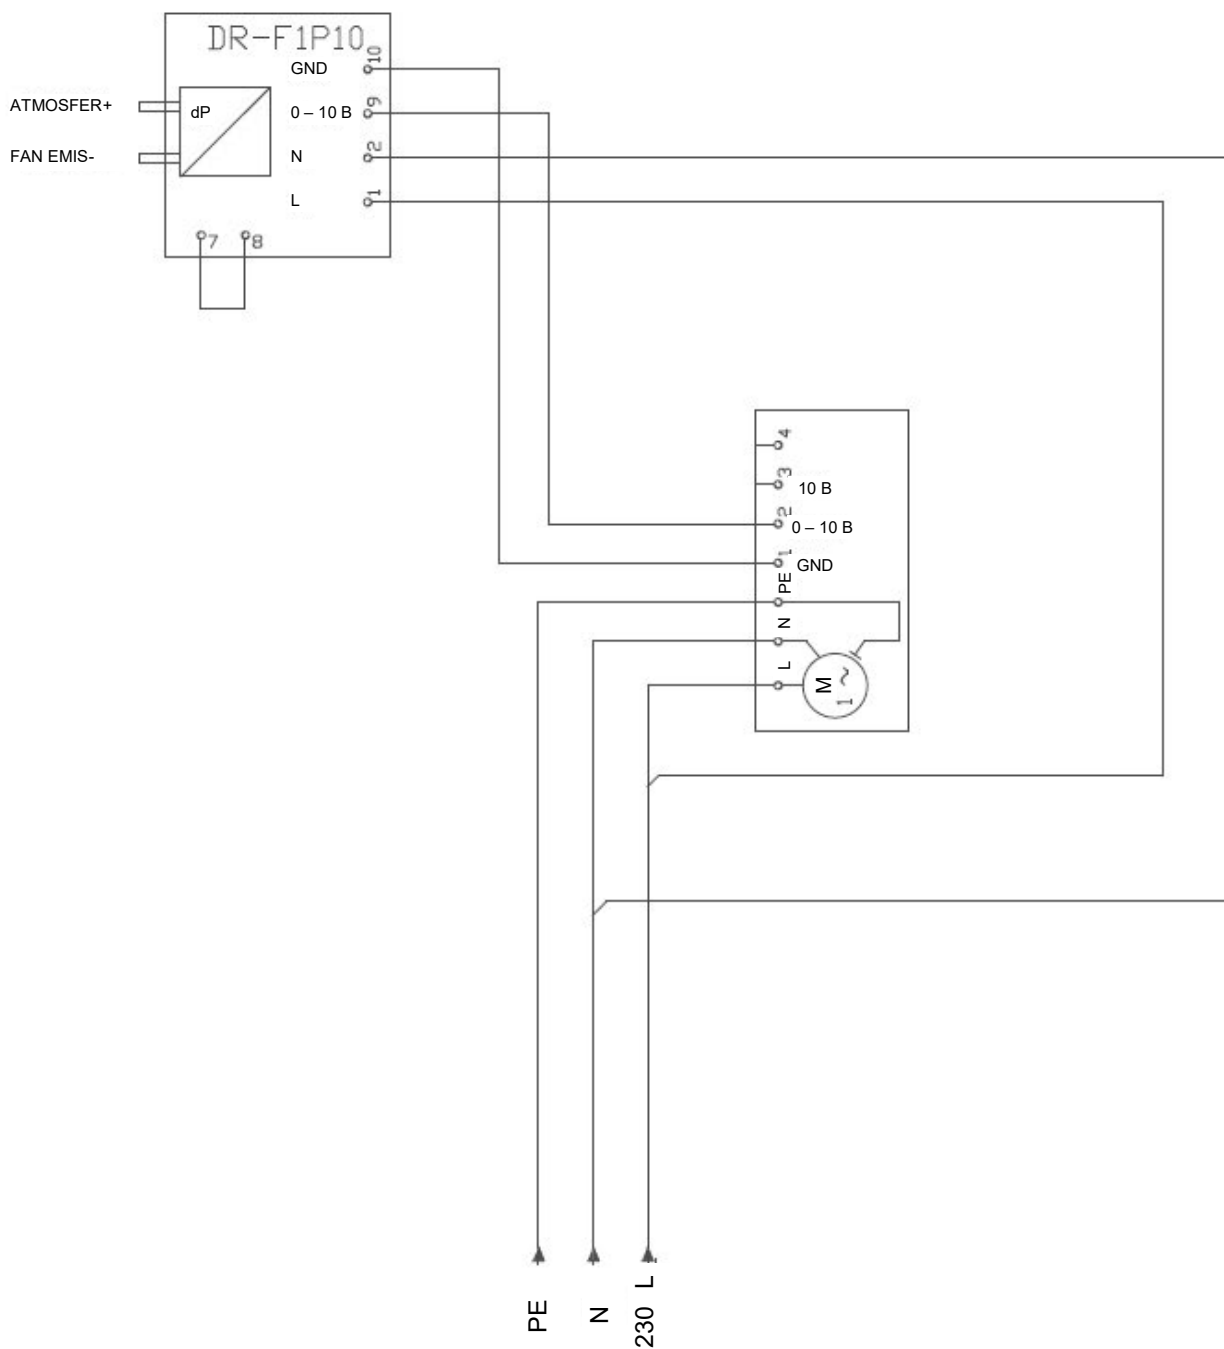 DR-F1P10
GND 10
ATMOSFER+
dP
0 – 10 В 9
FAN EMIS-
N 2
L 1
7 8
4
3
10 В
2
0 – 10 В
1
GND
PE
N
L
M 1 ~
PE
N
230 L